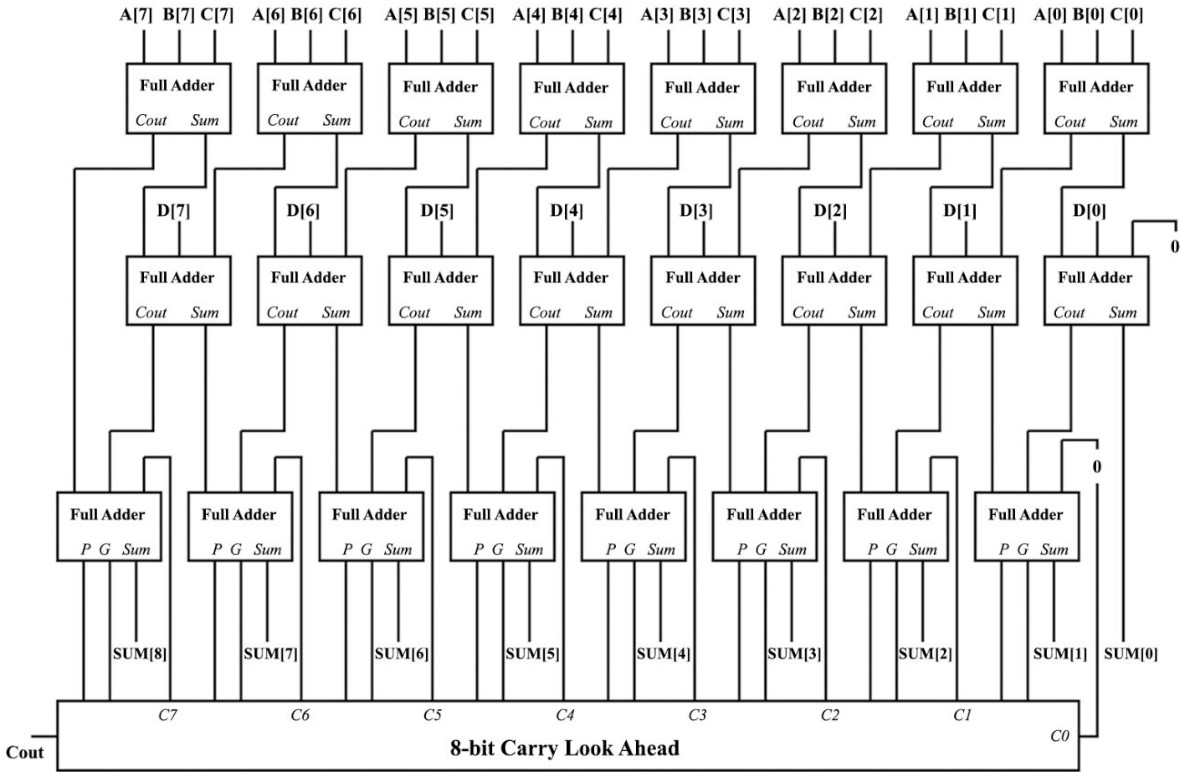 A[7] B[7] C[7] A[6] B[6] C[6] A[5] B[5] C[5] A[4] B[4] C[4] A[3] B[3] C[3] A[2] B[2] C[2] A[1] B[1] C[1] A[0] B[0] C[0]
Full Adder Full Adder Full Adder Full Adder Full Adder Full Adder Full Adder Full Adder
Cout Sum Cout Sum Cout Sum Cout Sum Cout Sum Cout Sum Cout Sum Cout Sum
D[7] D[6] D[5] D[4] D[3] D[2] D[1] D[0]
0
Full Adder Full Adder Full Adder Full Adder Full Adder Full Adder Full Adder Full Adder
Cout Sum Cout Sum Cout Sum Cout Sum Cout Sum Cout Sum Cout Sum Cout Sum
0
Full Adder Full Adder Full Adder Full Adder Full Adder Full Adder Full Adder Full Adder
P G Sum P G Sum P G Sum P G Sum P G Sum P G Sum P G Sum P G Sum
SUM[8] SUM[7] SUM[6] SUM[5] SUM[4] SUM[3] SUM[2] SUM[1] SUM[0]
C7 C6 C5 C4 C3 C2 C1
C0
Cout 8-bit Carry Look Ahead